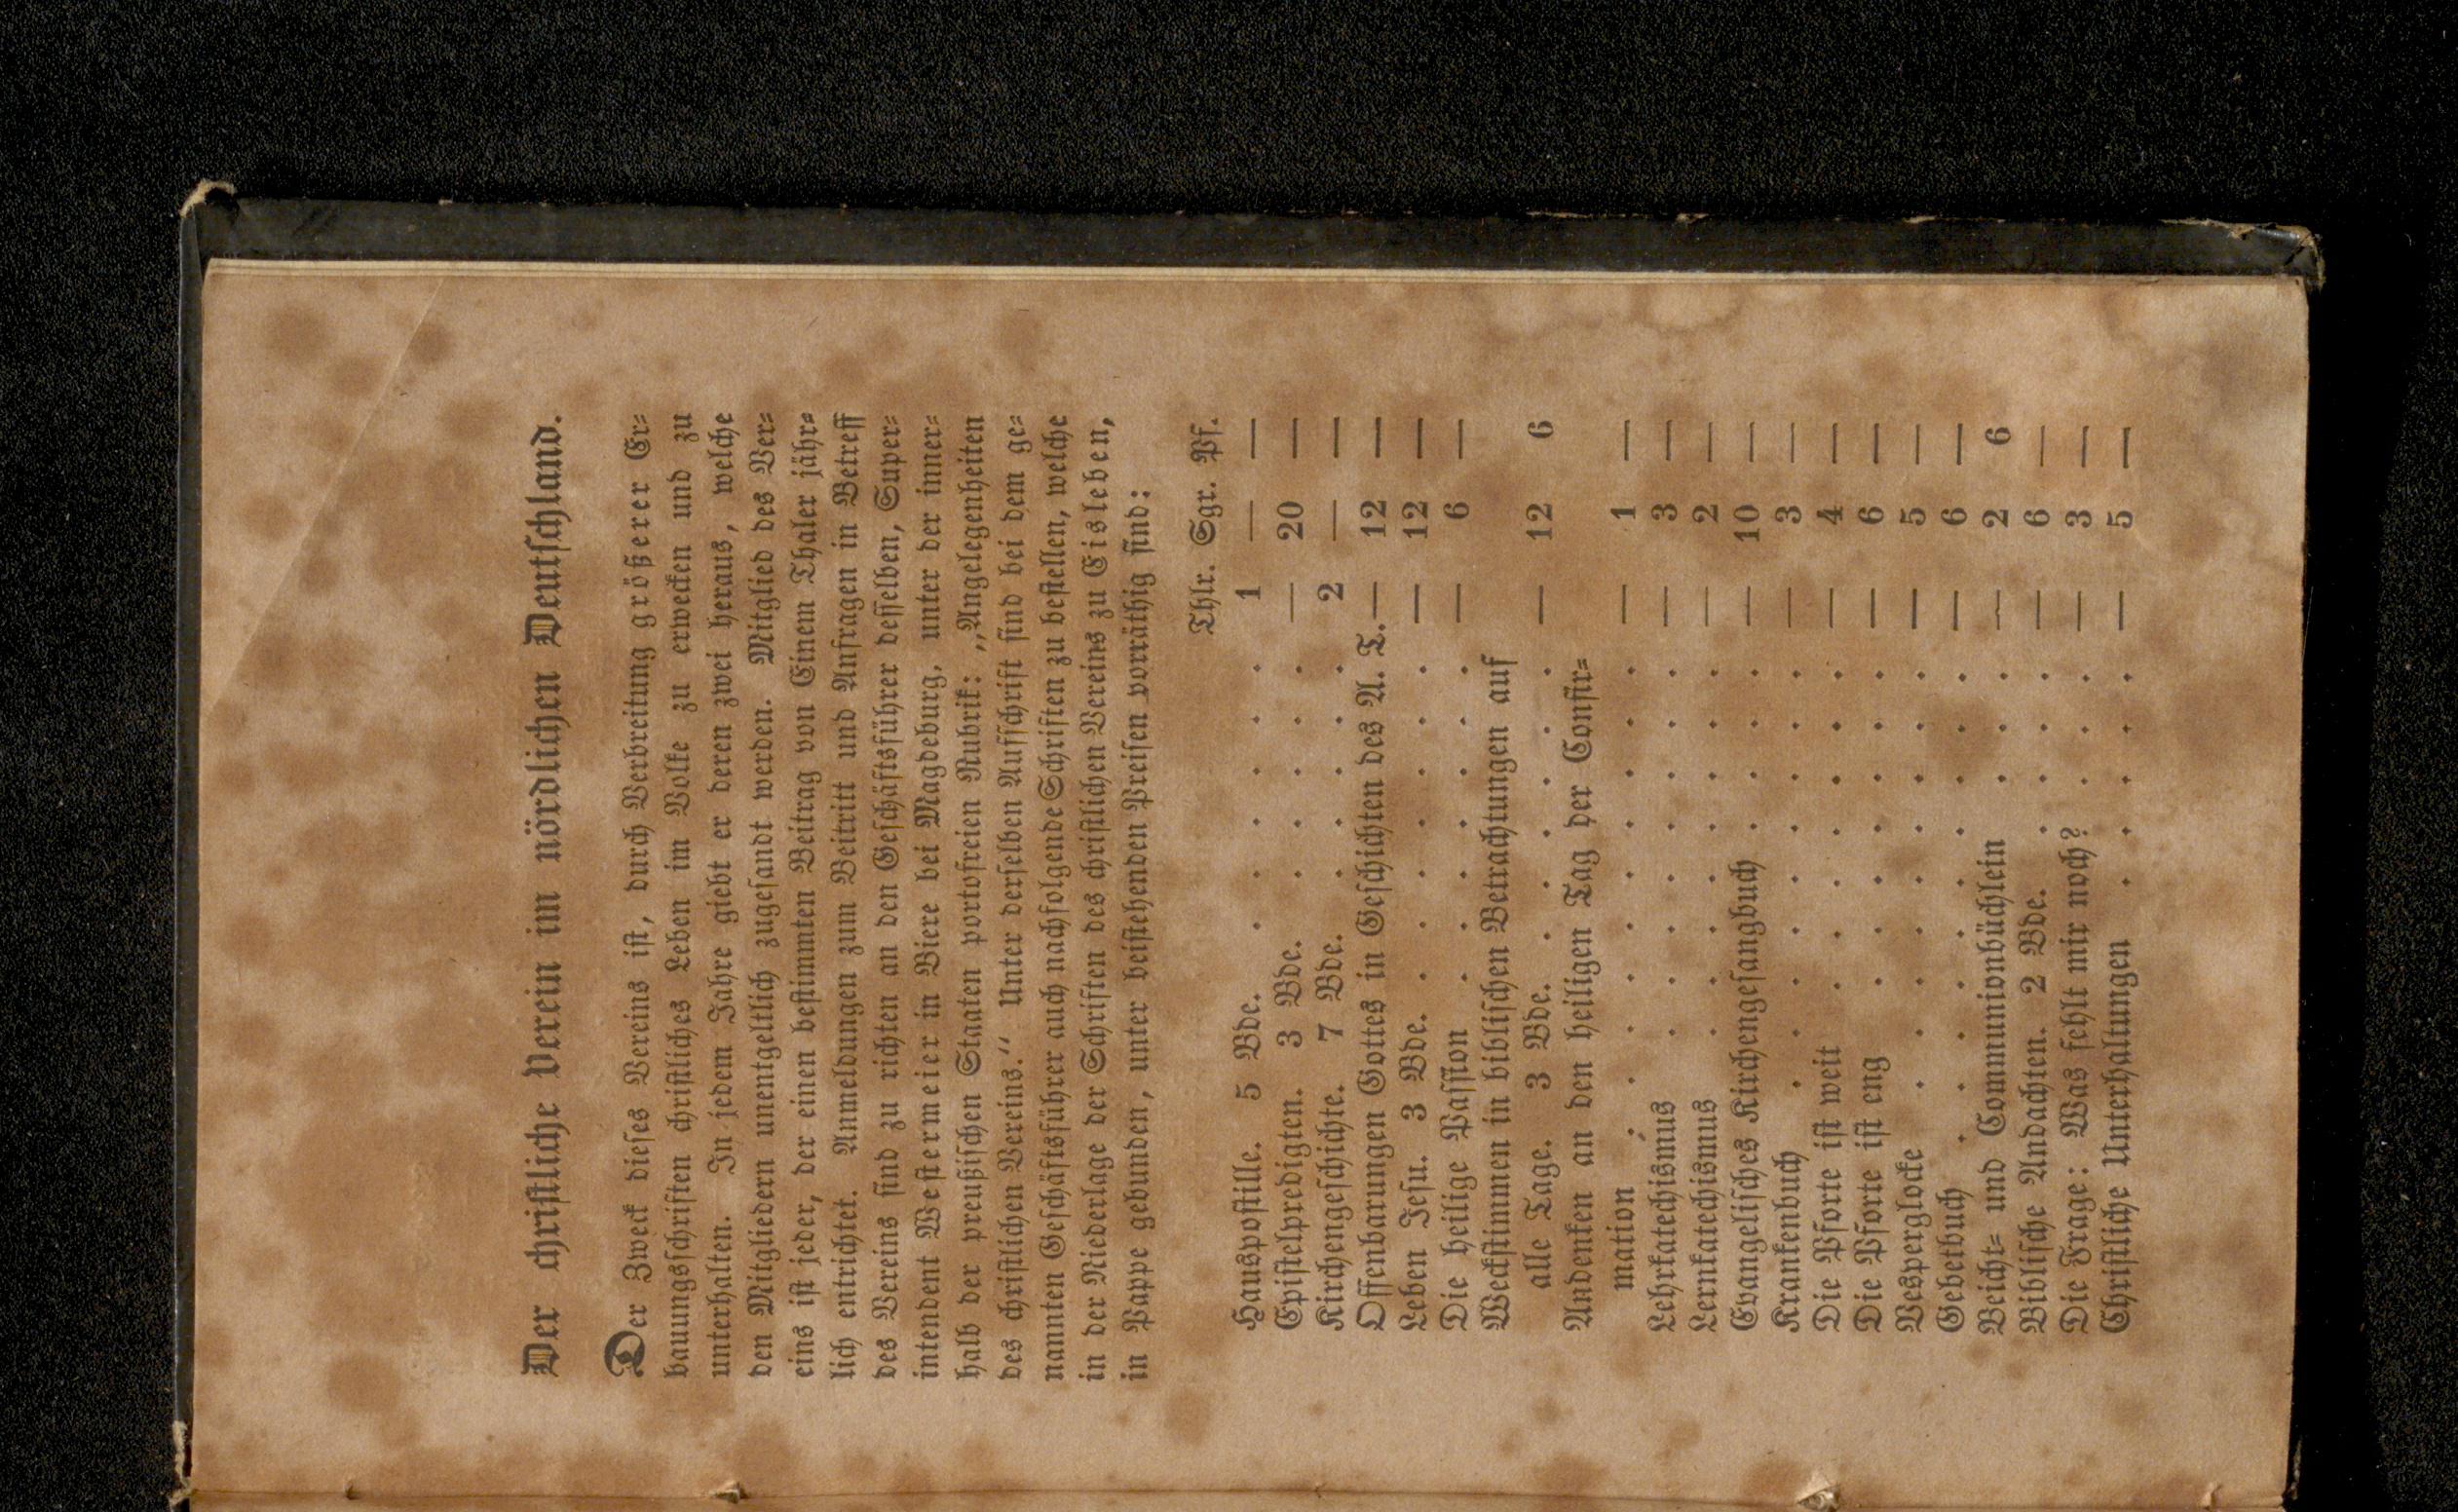 Der christliche Verein im nördlichen Deutschland.
Der Zweck dieses Vereins ist, durch Verbreitung größerer Er-
bauungsschriften christliches Leben im Volke zu erwecken und zu
unterhalten. In jedem Jahre giebt er deren zwei heraus, welche
den Mitgliedern unentgeltlich zugesandt werden. Mitglied des Ver-
eins ist jeder, der einen bestimmten Beitrag von Einem Thaler jähr-
lich entrichtet. Anmeldungen zum Beitritt und Anfragen in Betreff
des Vereins sind zu richten an den Geschäftsführer desselben, Super-
intendent Westermeier in Biere bei Magdeburg, unter der inner-
halb der preußischen Staaten portofreien Rubrik: „Angelegenheiten
des christlichen Vereins.“ Unter derselben Aufschrift sind bei dem ge-
nannten Geschäftsführer auch nachfolgende Schriften zu bestellen, welche
in der Niederlage der Schriften des christlichen Vereins zu Eisleben,
in Pappe gebunden, unter beistehenden Preisen vorräthig sind:
Thlr. Sgr. Pf.
Hauspostille. 5 Bde. . . . . . . 1 — —
Epistelpredigten. 3 Bde. . . . . . — 20 —
Kirchengeschichte. 7 Bde. . . . . . 2 — —
Offenbarungen Gottes in Geschichten des A. T. — 12 —
Leben Jesu. 3 Bde. . . . . . . — 12 —
Die heilige Passion . . . . . . . — 6 —
Weckstimmen in biblischen Betrachtungen auf
alle Tage. 3 Bde. . . . . . . — 12 6
Andenken an den heiligen Tag der Confir-
mation . . . . . . . . . . — 1 —
Lehrkatechismus . . . . . . . . — 3 —
Lernkatechismus . . . . . . . . — 2 —
Evangelisches Kirchengesangbuch . . . . — 10 —
Krankenbuch . . . . . . . . . — 3 —
Die Pforte ist weit . . . . . . . — 4 —
Die Pforte ist eng . . . . . . . — 6 —
Vesperglocke . . . . . . . . . — 5 —
Gebetbuch . . . . . . . . . . — 6 —
Beicht- und Communionbüchlein . . . . — 2 6
Biblische Andachten. 2 Bde. . . . . . — 6 —
Die Frage: Was fehlt mir noch? . . . . — 3 —
Christliche Unterhaltungen . . . . . — 5 —